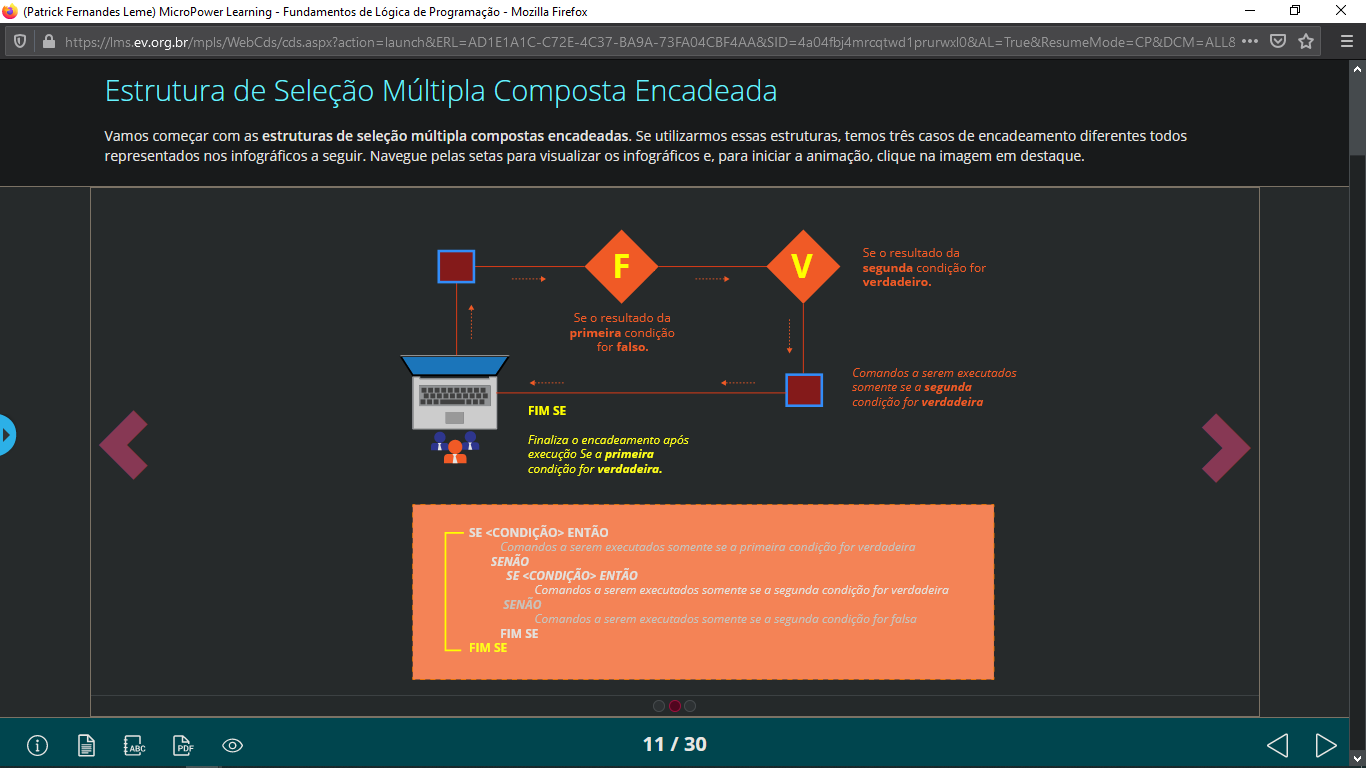 (Patrick Fernandes Leme) MicroPower Learning - Fundamentos de Lógica de Programação - Mozilla Firefox
https://lms.ev.org.br/mpls/WebCds/cds.aspx?action=launch&ERL=AD1E1A1C-C72E-4C37-BA9A-73FA04CBF4AA&SID=4a04fbj4mrcqtwd1prurwxl0&AL=True&ResumeMode=CP&DCM=ALL&
Estrutura de Seleção Múltipla Composta Encadeada
Vamos começar com as estruturas de seleção múltipla compostas encadeadas. Se utilizarmos essas estruturas, temos três casos de encadeamento diferentes todos
representados nos infográficos a seguir. Navegue pelas setas para visualizar os infográficos e, para iniciar a animação, clique na imagem em destaque.
F
V
Se o resultado da
segunda condição for
verdadeiro.
Se o resultado da
primeira condição
for falso.
Comandos a serem executados
somente se a segunda
condição for verdadeira
FIM SE
Finaliza o encadeamento após
execução Se a primeira
condição for verdadeira.
SE <CONDIÇÃO> ENTÃO
Comandos a serem executados somente se a primeira condição for verdadeira
SENÃO
SE <CONDIÇÃO> ENTÃO
Comandos a serem executados somente se a segunda condição for verdadeira
SENÃO
Comandos a serem executados somente se a segunda condição for falsa
FIM SE
FIM SE
ABC
PDF
11 / 30